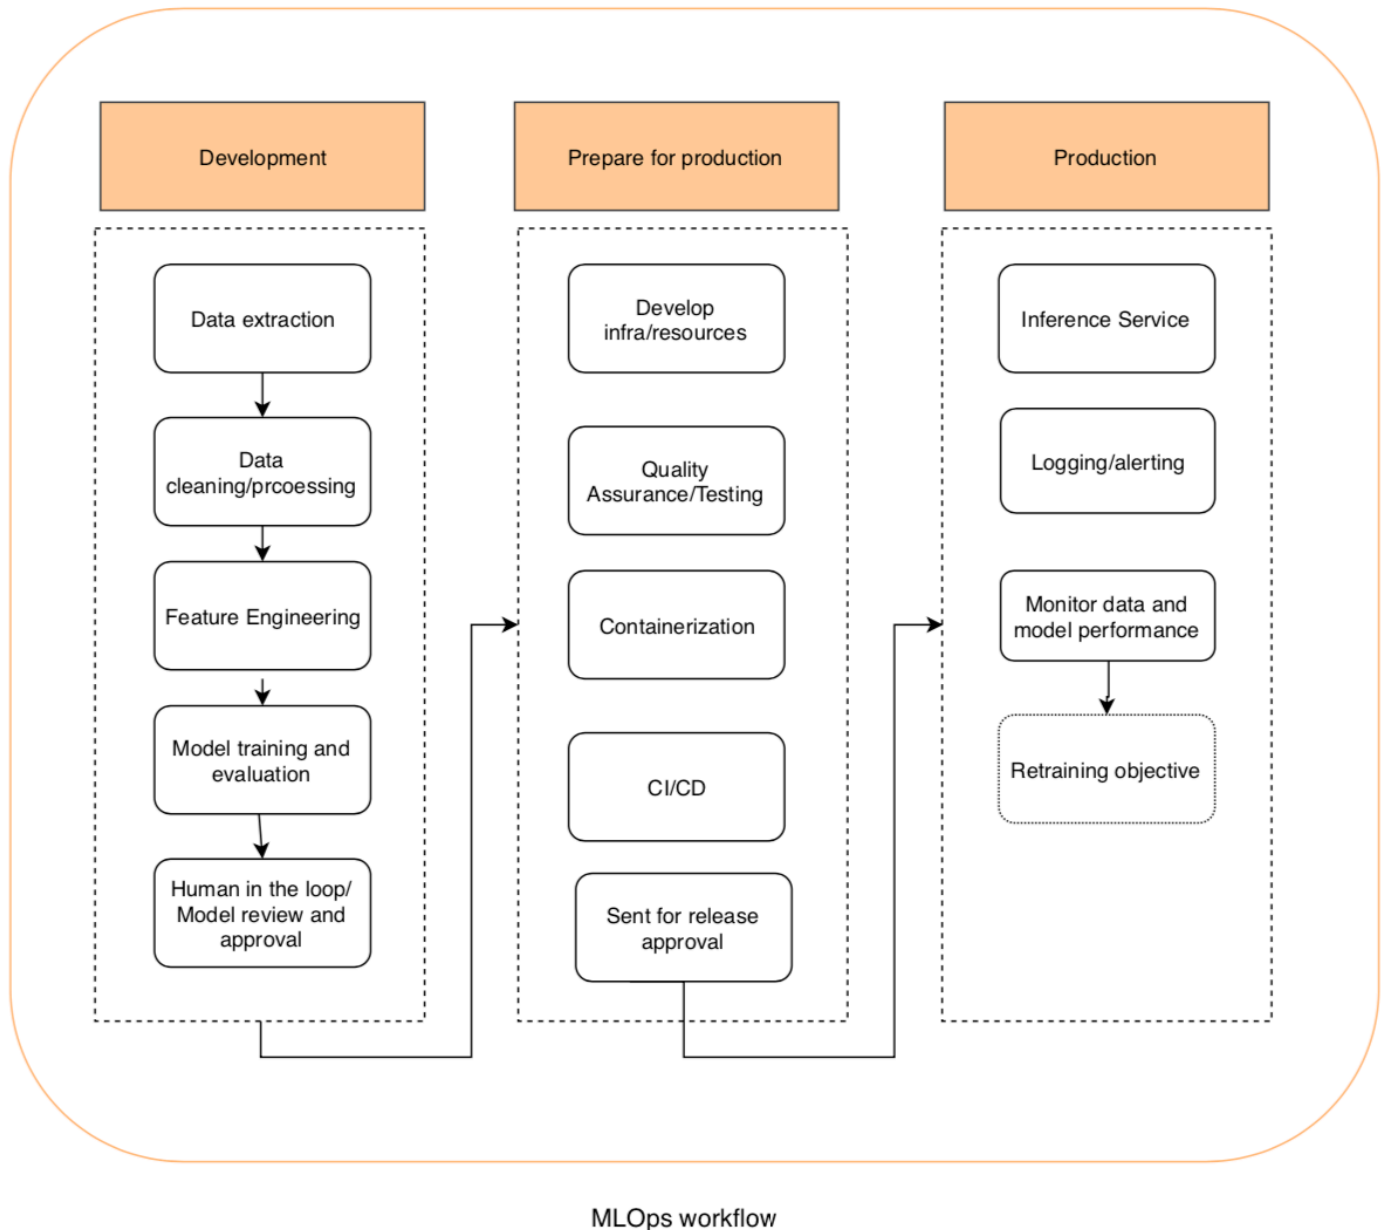 Development
Data extraction
Data
cleaning/prcoessing
Feature Engineering
Model training and
evaluation
Human in the loop/
Model review and
approval
Prepare for production
Develop
infra/resources
Quality
Assurance/Testing
Containerization
CI/CD
Sent for release
approval
Production
Inference Service
Logging/alerting
Monitor data and
model performance
Retraining objective
MLOps workflow